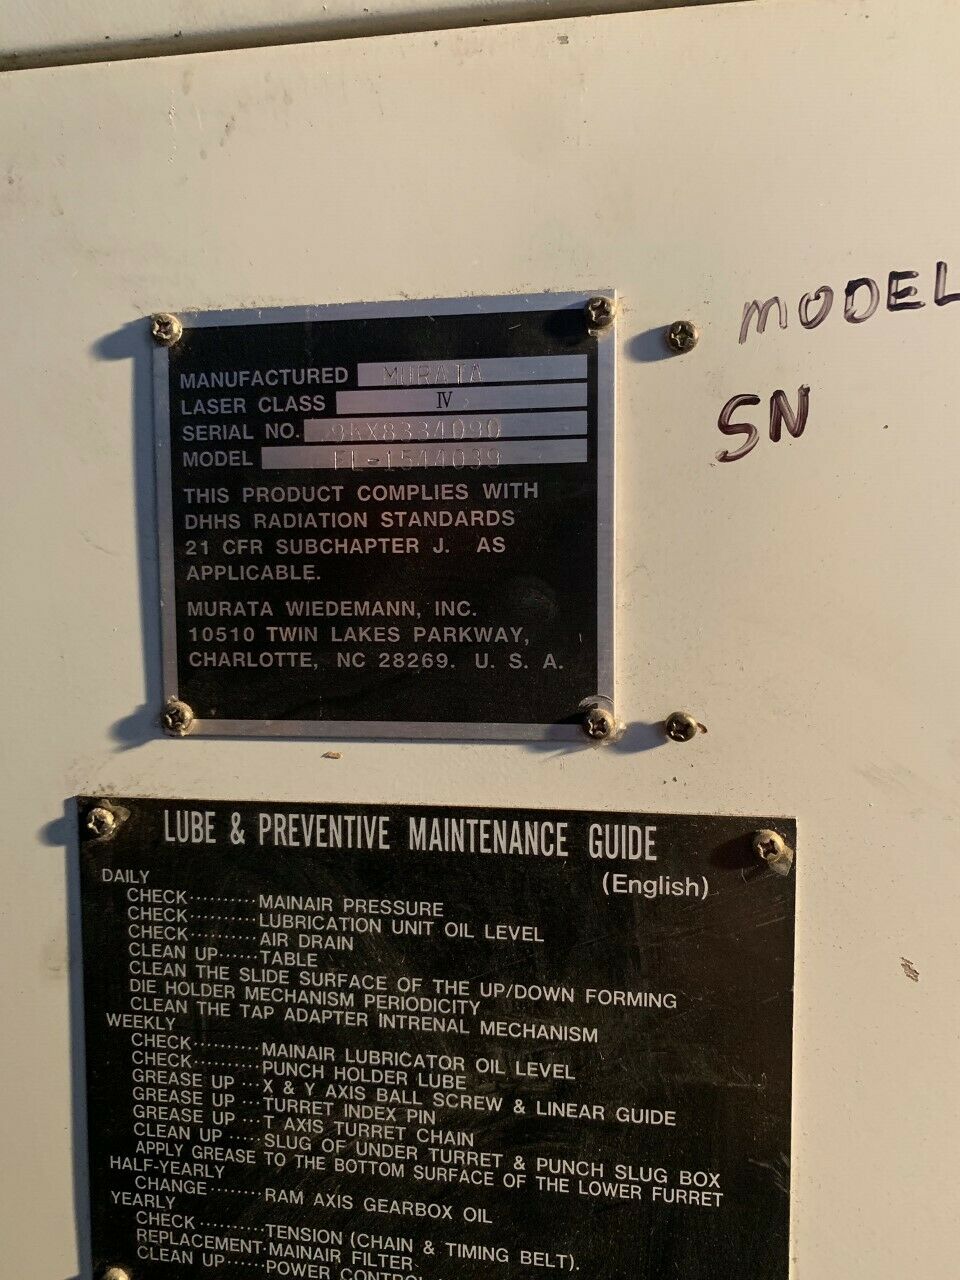 MANUFACTURED MURATA
LASER CLASS IV
SERIAL NO.
MODEL FL-1544039
THIS PRODUCT COMPLIES WITH
DHHS RADIATION STANDARDS
21 CFR SUBCHAPTER J. AS
APPLICABLE.
MURATA WIEDEMANN, INC.
10510 TWIN LAKES PARKWAY,
CHARLOTTE, NC 28269. U. S. A.
MODEL
SN
LUBE & PREVENTIVE MAINTENANCE GUIDE
(English)
DAILY
CHECK··········MAINAIR PRESSURE
CHECK··········LUBRICATION UNIT OIL LEVEL
CHECK··········AIR DRAIN
CLEAN UP······TABLE
CLEAN THE SLIDE SURFACE OF THE UP/DOWN FORMING
DIE HOLDER MECHANISM PERIODICITY
CLEAN THE TAP ADAPTER INTRENAL MECHANISM
WEEKLY
CHECK··········MAINAIR LUBRICATOR OIL LEVEL
CHECK··········PUNCH HOLDER LUBE
GREASE UP ···X & Y AXIS BALL SCREW & LINEAR GUIDE
GREASE UP ···TURRET INDEX PIN
GREASE UP ···T AXIS TURRET CHAIN
CLEAN UP ·····SLUG OF UNDER TURRET & PUNCH SLUG BOX
APPLY GREASE TO THE BOTTOM SURFACE OF THE LOWER FURRET
HALF-YEARLY
CHANGE········RAM AXIS GEARBOX OIL
YEARLY
CHECK ··········TENSION (CHAIN & TIMING BELT).
REPLACEMENT·MAINAIR FILTER
CLEAN UP······POWER